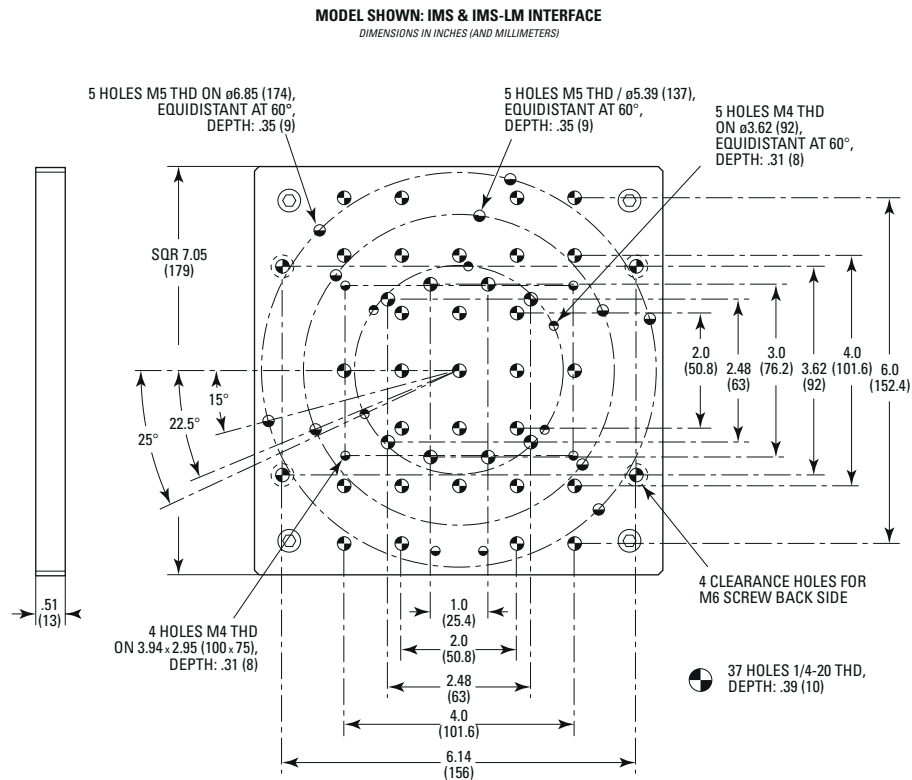 MODEL SHOWN: IMS & IMS-LM INTERFACE
DIMENSIONS IN INCHES (AND MILLIMETERS)
5 HOLES M5 THD ON ø6.85 (174),
EQUIDISTANT AT 60°,
DEPTH: .35 (9)
5 HOLES M5 THD / ø5.39 (137),
EQUIDISTANT AT 60°,
DEPTH: .35 (9)
5 HOLES M4 THD
ON ø3.62 (92),
EQUIDISTANT AT 60°,
DEPTH: .31 (8)
SQR 7.05
(179)
15°
22.5°
25°
2.0
(50.8)
2.48
(63)
3.0
(76.2)
3.62
(92)
4.0
(101.6)
6.0
(152.4)
.51
(13)
4 HOLES M4 THD
ON 3.94 x 2.95 (100 x 75),
DEPTH: .31 (8)
1.0
(25.4)
2.0
(50.8)
2.48
(63)
4.0
(101.6)
6.14
(156)
4 CLEARANCE HOLES FOR
M6 SCREW BACK SIDE
37 HOLES 1/4-20 THD,
DEPTH: .39 (10)